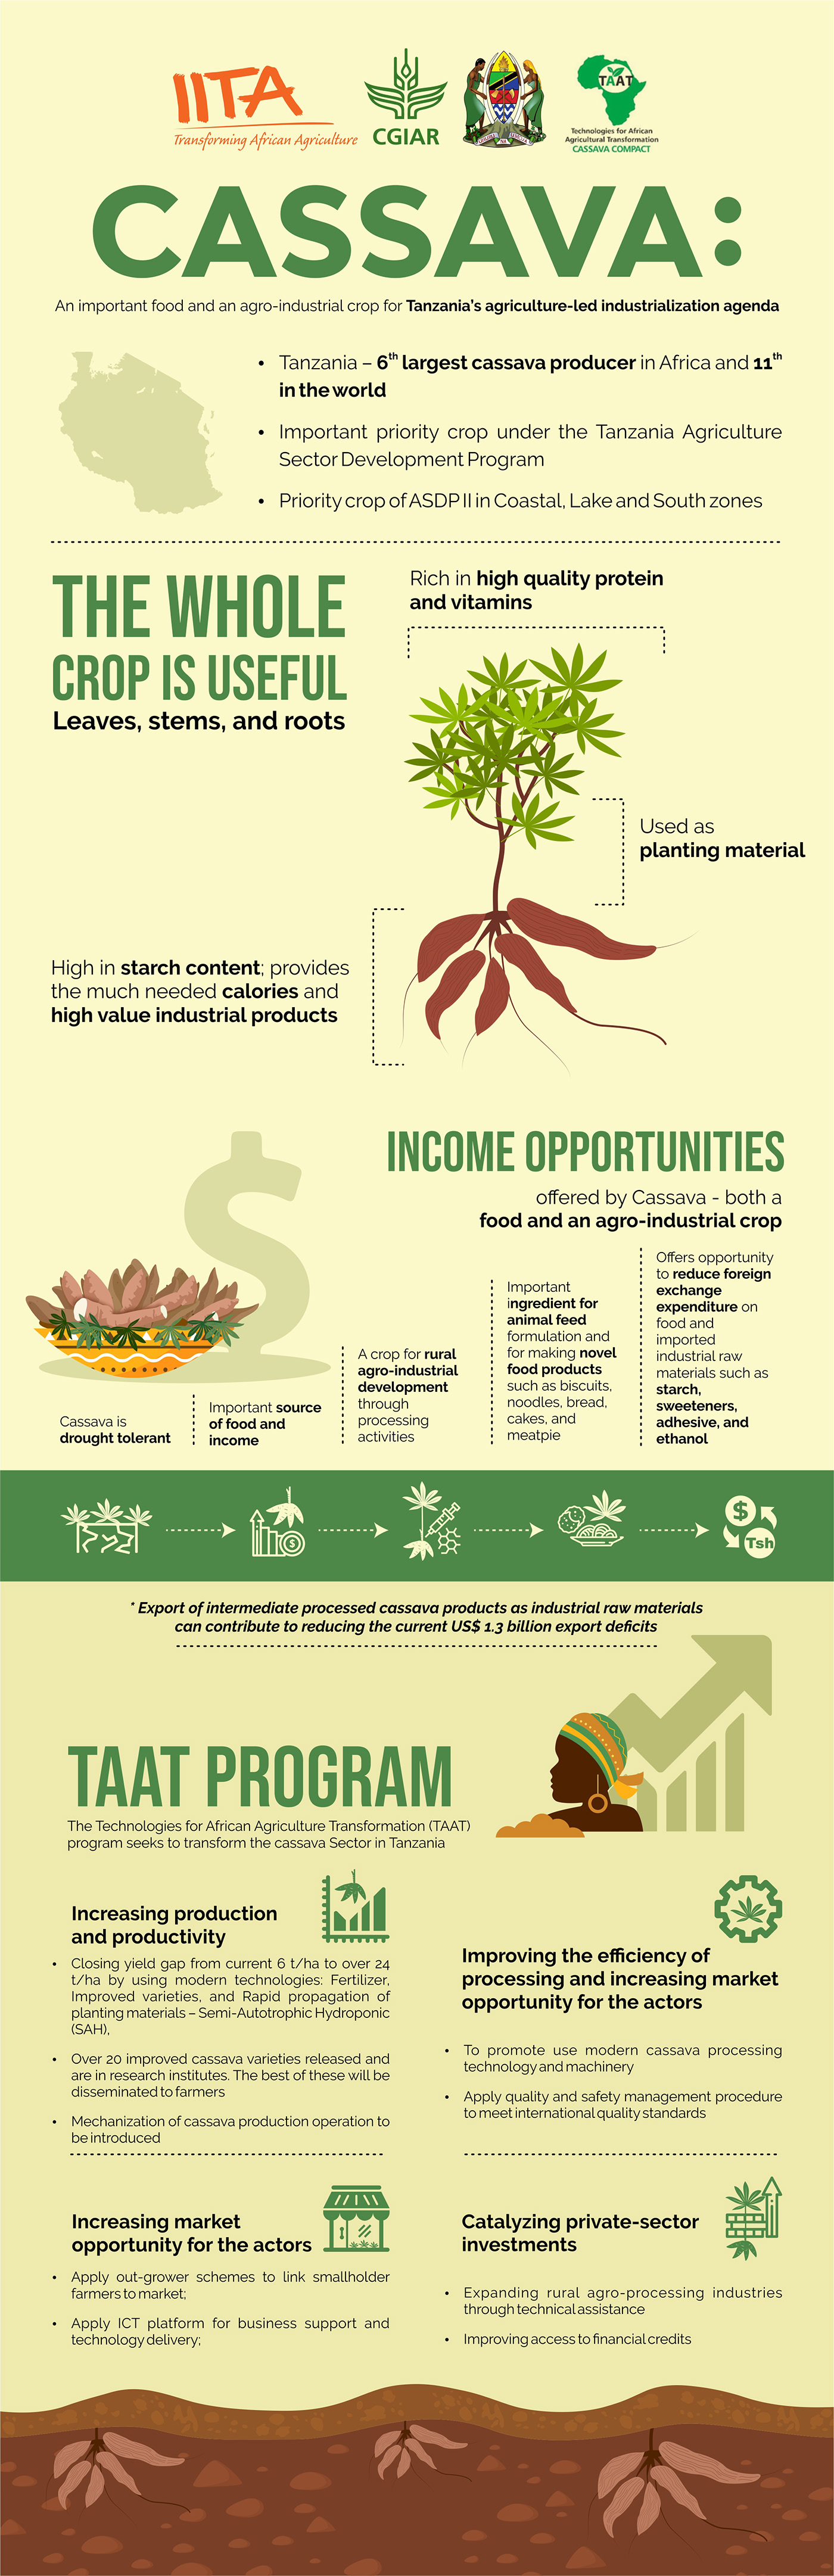 IITA
Transforming African Agriculture
CGIAR
TAAT
Technologies for African
Agricultural Transformation
CASSAVA COMPACT
CASSAVA:
An important food and an agro-industrial crop for Tanzania's agriculture-led industrialization agenda
• Tanzania – 6th largest cassava producer in Africa and 11th
in the world
• Important priority crop under the Tanzania Agriculture
Sector Development Program
• Priority crop of ASDP II in Coastal, Lake and South zones
THE WHOLE
CROP IS USEFUL
Leaves, stems, and roots
Rich in high quality protein
and vitamins
Used as
planting material
High in starch content; provides
the much needed calories and
high value industrial products
INCOME OPPORTUNITIES
offered by Cassava - both a
food and an agro-industrial crop
Cassava is
drought tolerant
Important source
of food and
income
A crop for rural
agro-industrial
development
through
processing
activities
Important
ingredient for
animal feed
formulation and
for making novel
food products
such as biscuits,
noodles, bread,
cakes, and
meatpie
Offers opportunity
to reduce foreign
exchange
expenditure on
food and
imported
industrial raw
materials such as
starch,
sweeteners,
adhesive, and
ethanol
$
$
Tsh
* Export of intermediate processed cassava products as industrial raw materials
can contribute to reducing the current US$ 1.3 billion export deficits
TAAT PROGRAM
The Technologies for African Agriculture Transformation (TAAT)
program seeks to transform the cassava Sector in Tanzania
Increasing production
and productivity
• Closing yield gap from current 6 t/ha to over 24
t/ha by using modern technologies: Fertilizer,
Improved varieties, and Rapid propagation of
planting materials – Semi-Autotrophic Hydroponic
(SAH),
• Over 20 improved cassava varieties released and
are in research institutes. The best of these will be
disseminated to farmers
• Mechanization of cassava production operation to
be introduced
Improving the efficiency of
processing and increasing market
opportunity for the actors
• To promote use modern cassava processing
technology and machinery
• Apply quality and safety management procedure
to meet international quality standards
Increasing market
opportunity for the actors
• Apply out-grower schemes to link smallholder
farmers to market;
• Apply ICT platform for business support and
technology delivery;
Catalyzing private-sector
investments
• Expanding rural agro-processing industries
through technical assistance
• Improving access to financial credits